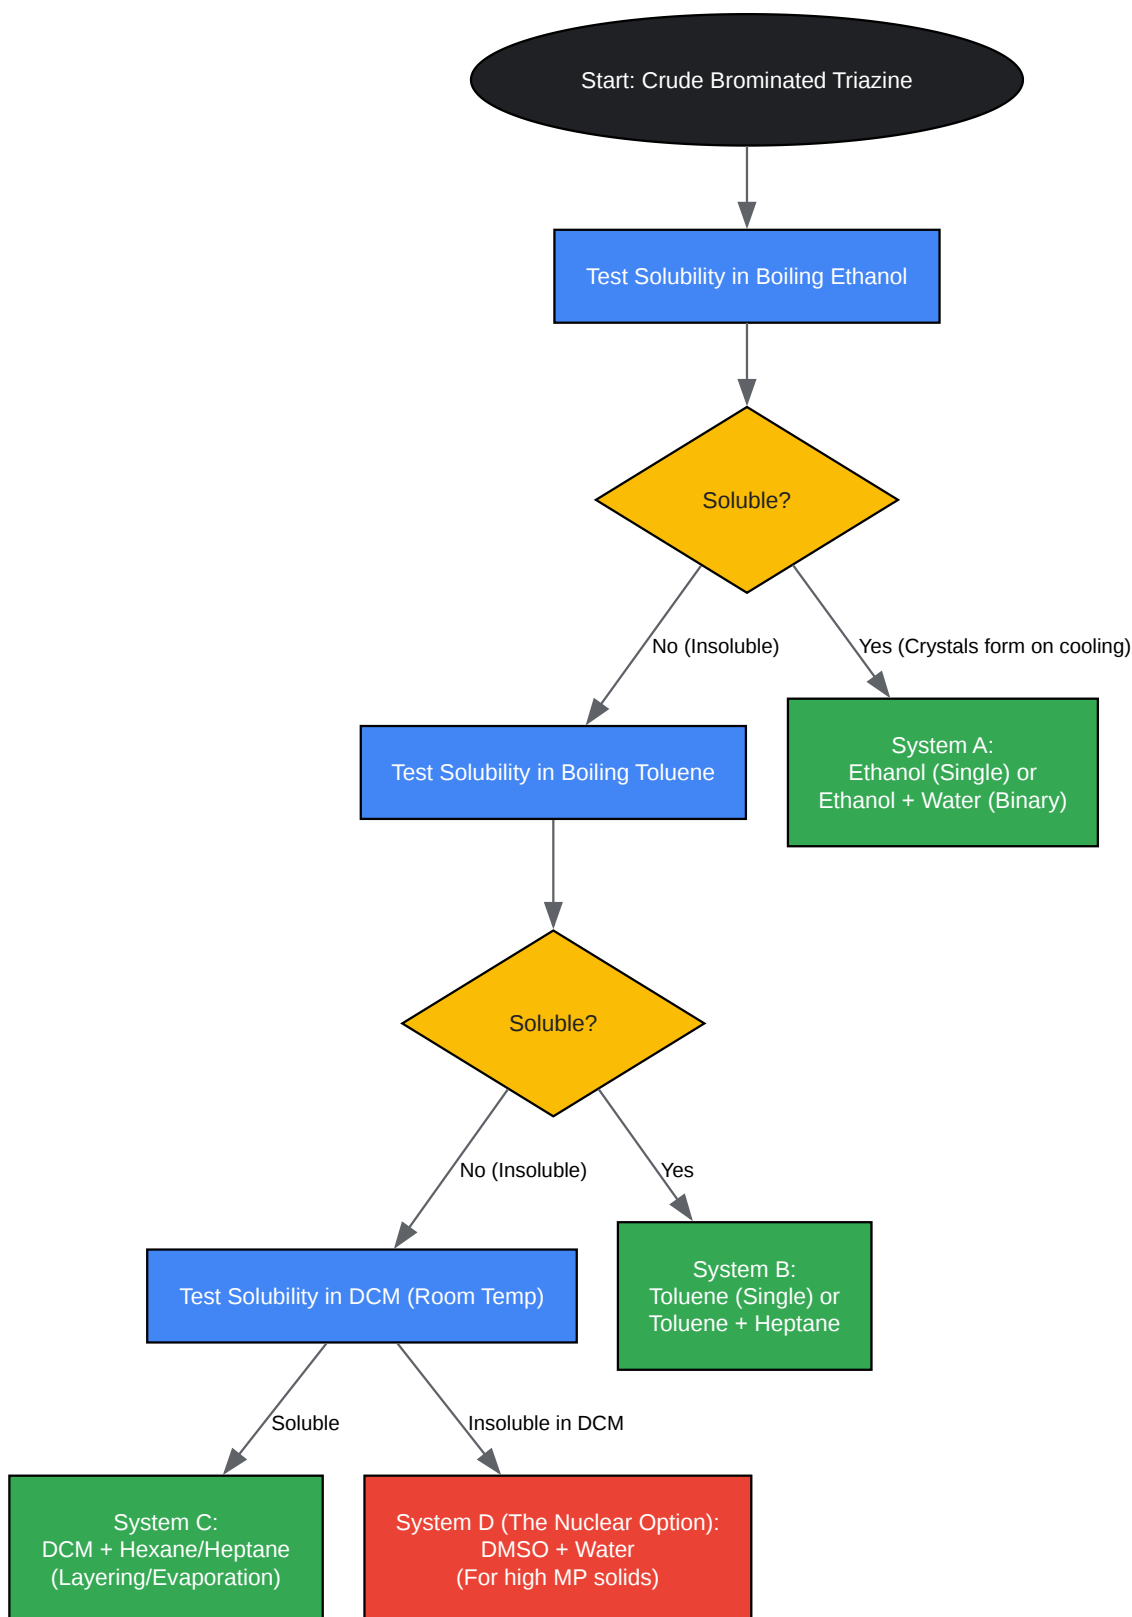 Start: Crude Brominated Triazine
Test Solubility in Boiling Ethanol
Soluble?
No (Insoluble)
Yes (Crystals form on cooling)
Test Solubility in Boiling Toluene
System A:
Ethanol (Single) or
Ethanol + Water (Binary)
Soluble?
No (Insoluble)
Yes
Test Solubility in DCM (Room Temp)
System B:
Toluene (Single) or
Toluene + Heptane
Soluble
Insoluble in DCM
System C:
DCM + Hexane/Heptane
(Layering/Evaporation)
System D (The Nuclear Option):
DMSO + Water
(For high MP solids)